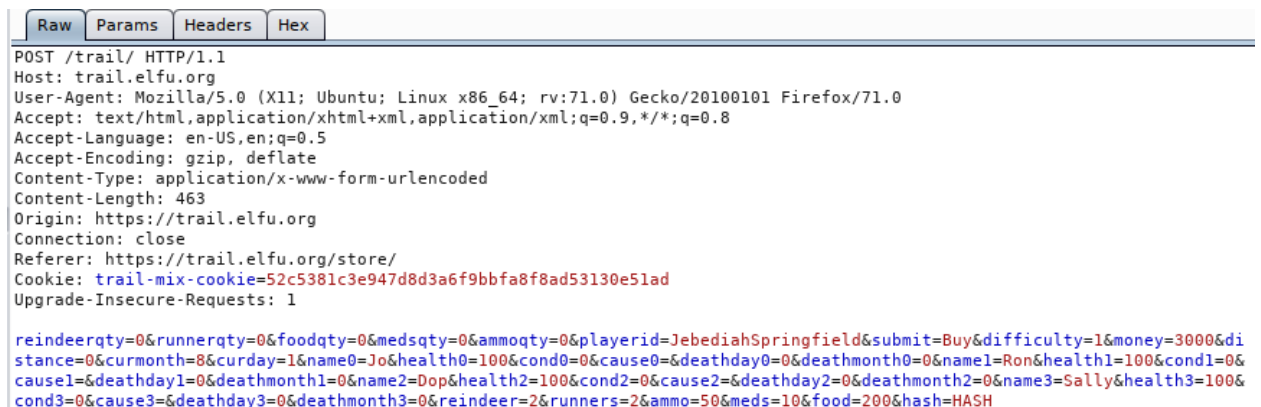 Raw Params Headers Hex
POST /trail/ HTTP/1.1
Host: trail.elfu.org
User-Agent: Mozilla/5.0 (X11; Ubuntu; Linux x86_64; rv:71.0) Gecko/20100101 Firefox/71.0
Accept: text/html,application/xhtml+xml,application/xml;q=0.9,*/*;q=0.8
Accept-Language: en-US,en;q=0.5
Accept-Encoding: gzip, deflate
Content-Type: application/x-www-form-urlencoded
Content-Length: 463
Origin: https://trail.elfu.org
Connection: close
Referer: https://trail.elfu.org/store/
Cookie: trail-mix-cookie=52c5381c3e947d8d3a6f9bbfa8f8ad53130e51ad
Upgrade-Insecure-Requests: 1
reindeerqty=0&runnerqty=0&foodqty=0&medsqty=0&ammoqty=0&playerid=JebediahSpringfield&submit=Buy&difficulty=1&money=3000&di
stance=0&curmonth=8&curday=1&name0=Jo&health0=100&cond0=0&cause0=&deathday0=0&deathmonth0=0&name1=Ron&health1=100&cond1=0&
cause1=&deathday1=0&deathmonth1=0&name2=Dop&health2=100&cond2=0&cause2=&deathday2=0&deathmonth2=0&name3=Sally&health3=100&
cond3=0&cause3=&deathday3=0&deathmonth3=0&reindeer=2&runners=2&ammo=50&meds=10&food=200&hash=HASH